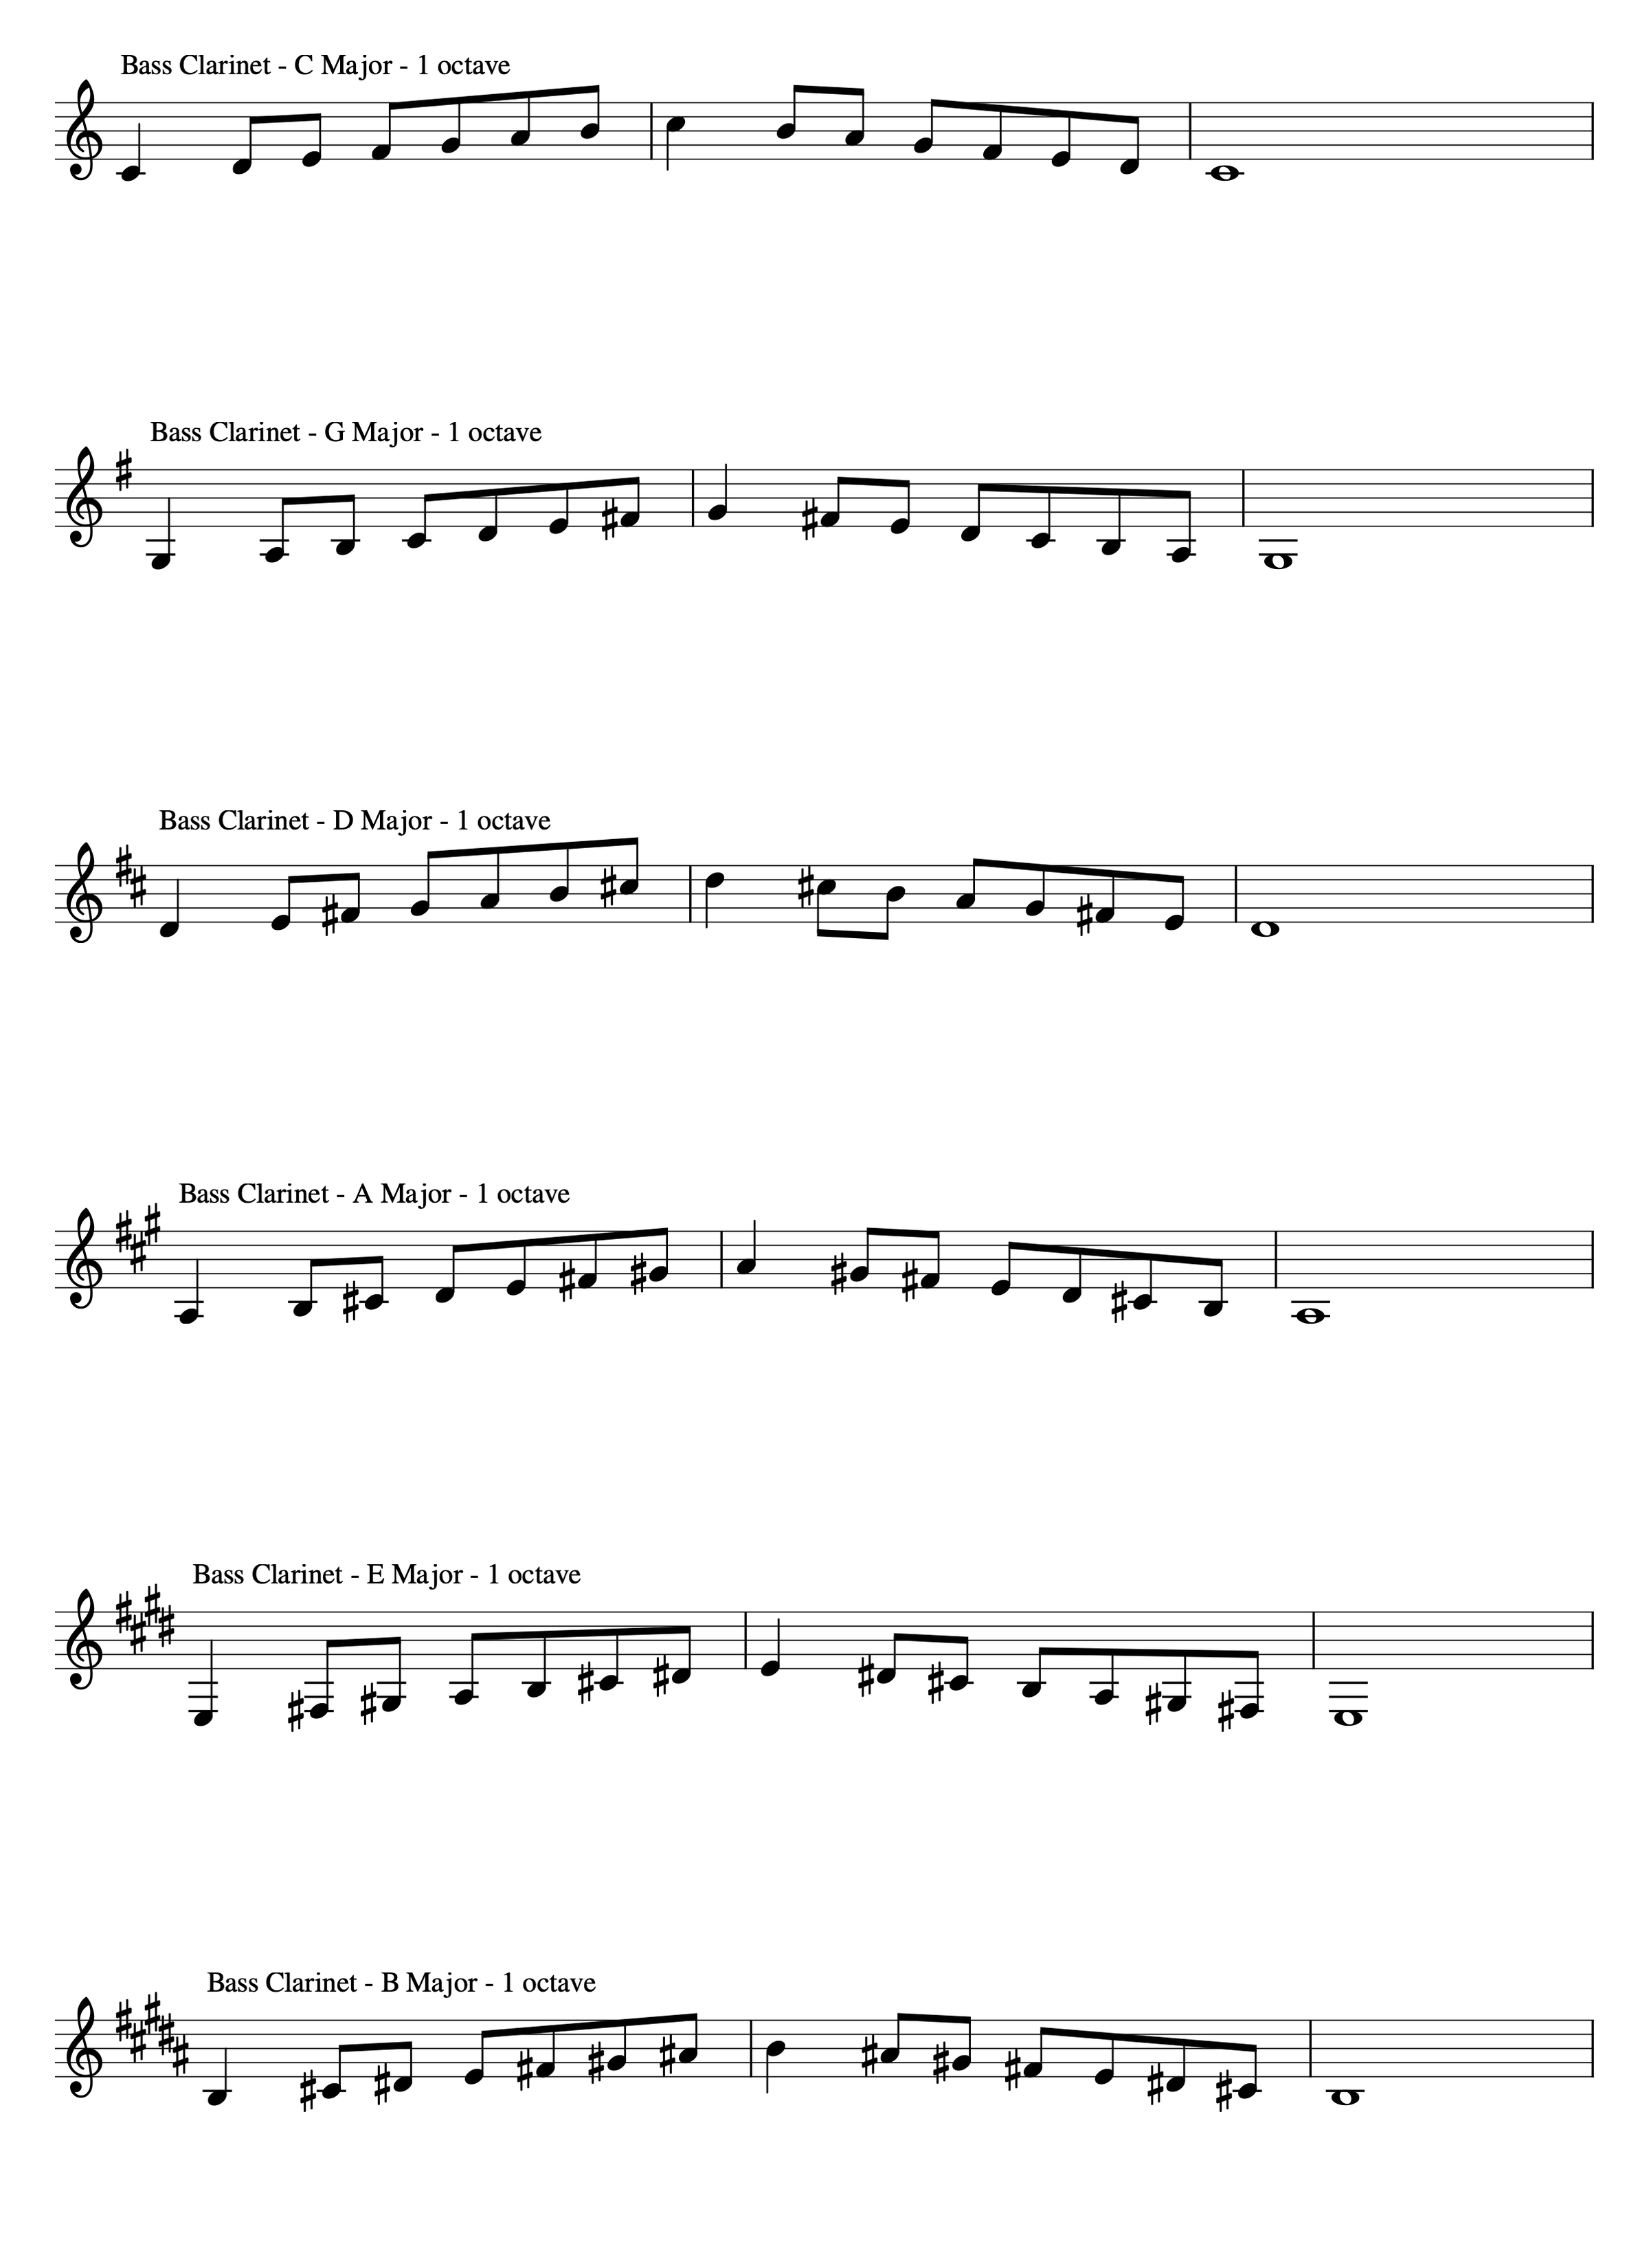 Bass Clarinet - C Major - 1 octave
Bass Clarinet - G Major - 1 octave
Bass Clarinet - D Major - 1 octave
Bass Clarinet - A Major - 1 octave
Bass Clarinet - E Major - 1 octave
Bass Clarinet - B Major - 1 octave